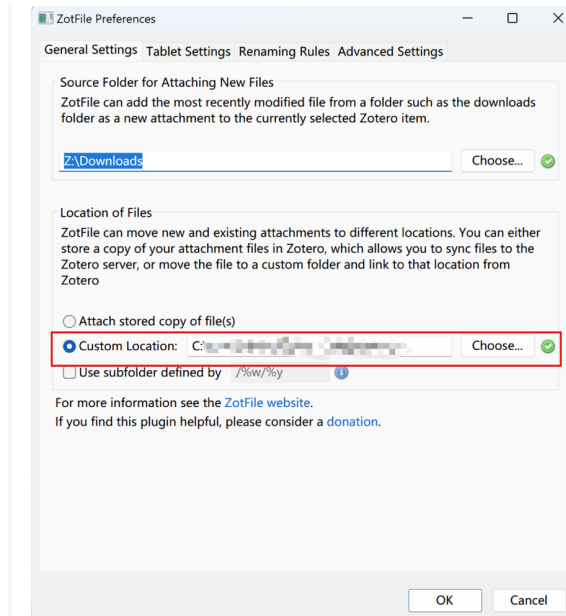 ZotFile Preferences
General Settings Tablet Settings Renaming Rules Advanced Settings
Source Folder for Attaching New Files
ZotFile can add the most recently modified file from a folder such as the downloads
folder as a new attachment to the currently selected Zotero item.
Z:\Downloads Choose...
Location of Files
ZotFile can move new and existing attachments to different locations. You can either
store a copy of your attachment files in Zotero, which allows you to sync files to the
Zotero server, or move the file to a custom folder and link to that location from
Zotero
Attach stored copy of file(s)
Custom Location: C:\ Choose...
Use subfolder defined by /%w/%y
For more information see the ZotFile website.
If you find this plugin helpful, please consider a donation.
OK Cancel